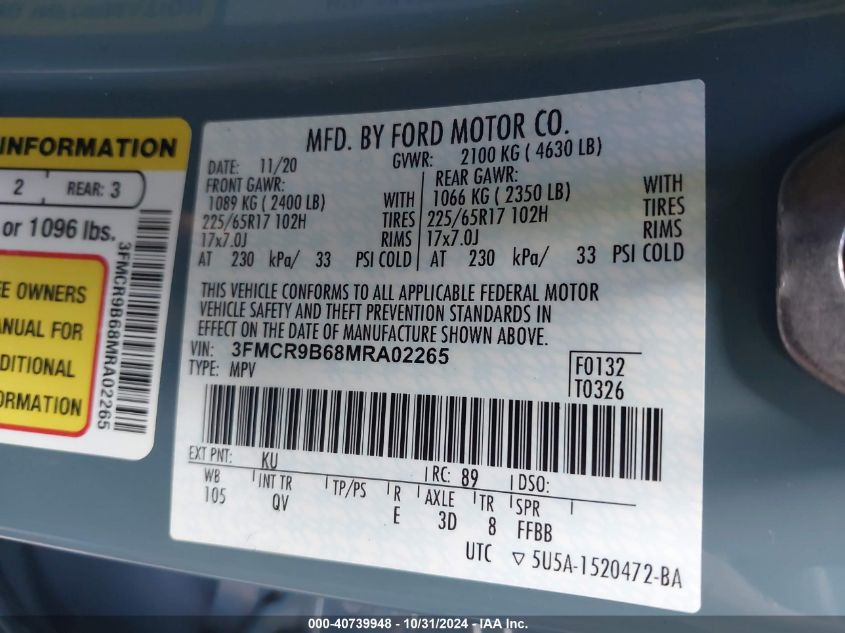 INFORMATION
2 REAR: 3
or 1096 lbs.
3FMCR9B68MRA02265
EE OWNERS
ANUAL FOR
DITIONAL
ORMATION
MFD. BY FORD MOTOR CO.
DATE: 11/20 GVWR: 2100 KG ( 4630 LB)
FRONT GAWR: REAR GAWR:
1089 KG ( 2400 LB) WITH 1066 KG ( 2350 LB) WITH
225/65R17 102H TIRES 225/65R17 102H TIRES
17x7.0J RIMS 17x7.0J RIMS
AT 230 kPa/ 33 PSI COLD AT 230 kPa/ 33 PSI COLD
THIS VEHICLE CONFORMS TO ALL APPLICABLE FEDERAL MOTOR
VEHICLE SAFETY AND THEFT PREVENTION STANDARDS IN
EFFECT ON THE DATE OF MANUFACTURE SHOWN ABOVE.
VIN: 3FMCR9B68MRA02265
TYPE: MPV
F0132
T0326
EXT PNT: KU RC: 89 DSO:
WB INT TR TP/PS R AXLE TR SPR
105 QV E 3D 8 FFBB
UTC ▽ 5U5A-1520472-BA
000-40739948 - 10/31/2024 - IAA Inc.